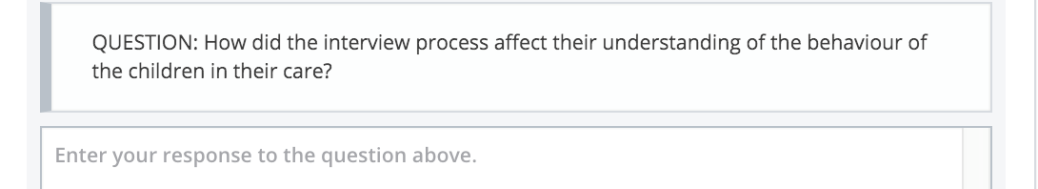 QUESTION: How did the interview process affect their understanding of the behaviour of
the children in their care?
Enter your response to the question above.